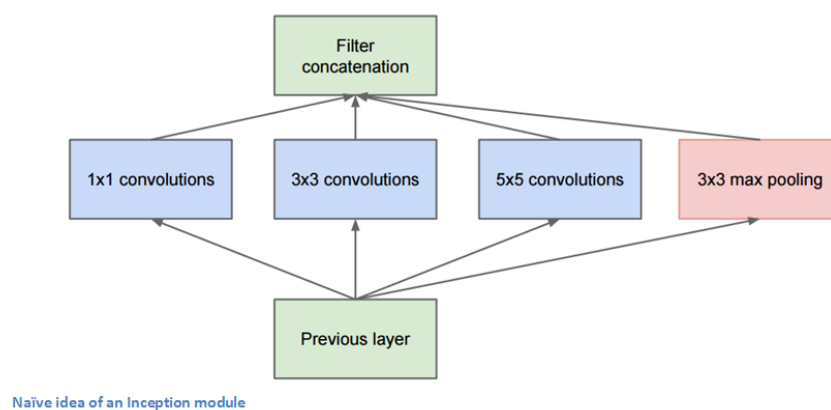 Filter
concatenation
1x1 convolutions
3x3 convolutions
5x5 convolutions
3x3 max pooling
Previous layer
Naïve idea of an Inception module